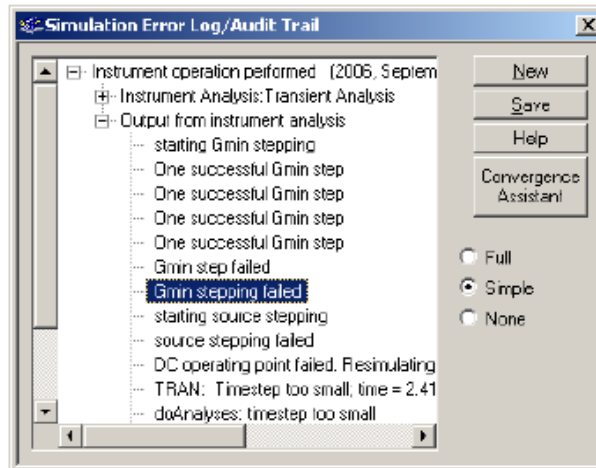 Simulation Error Log/Audit Trail
Instrument operation performed (2006, Septem
Instrument Analysis:Transient Analysis
Output from instrument analysis
starting Gmin stepping
One successful Gmin step
One successful Gmin step
One successful Gmin step
One successful Gmin step
Gmin step failed
Gmin stepping failed
starting source stepping
source stepping failed
DC operating point failed. Resimulating
TRAN: Timestep too small; time = 2.41
doAnalyses: timestep too small
New
Save
Help
Convergence
Assistant
Full
Simple
None